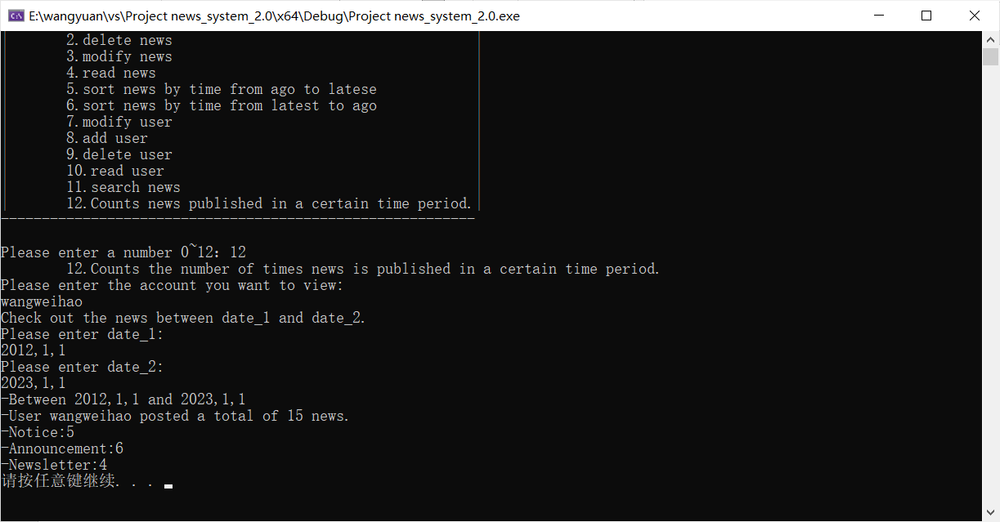 E:\wangyuan\vs\Project news_system_2.0\x64\Debug\Project news_system_2.0.exe
2.delete news
3.modify news
4.read news
5.sort news by time from ago to latese
6.sort news by time from latest to ago
7.modify user
8.add user
9.delete user
10.read user
11.search news
12.Counts news published in a certain time period.
----------------------------------------------------------
Please enter a number 0~12：12
12.Counts the number of times news is published in a certain time period.
Please enter the account you want to view:
wangweihao
Check out the news between date_1 and date_2.
Please enter date_1:
2012,1,1
Please enter date_2:
2023,1,1
-Between 2012,1,1 and 2023,1,1
-User wangweihao posted a total of 15 news.
-Notice:5
-Announcement:6
-Newsletter:4
请按任意键继续. . .